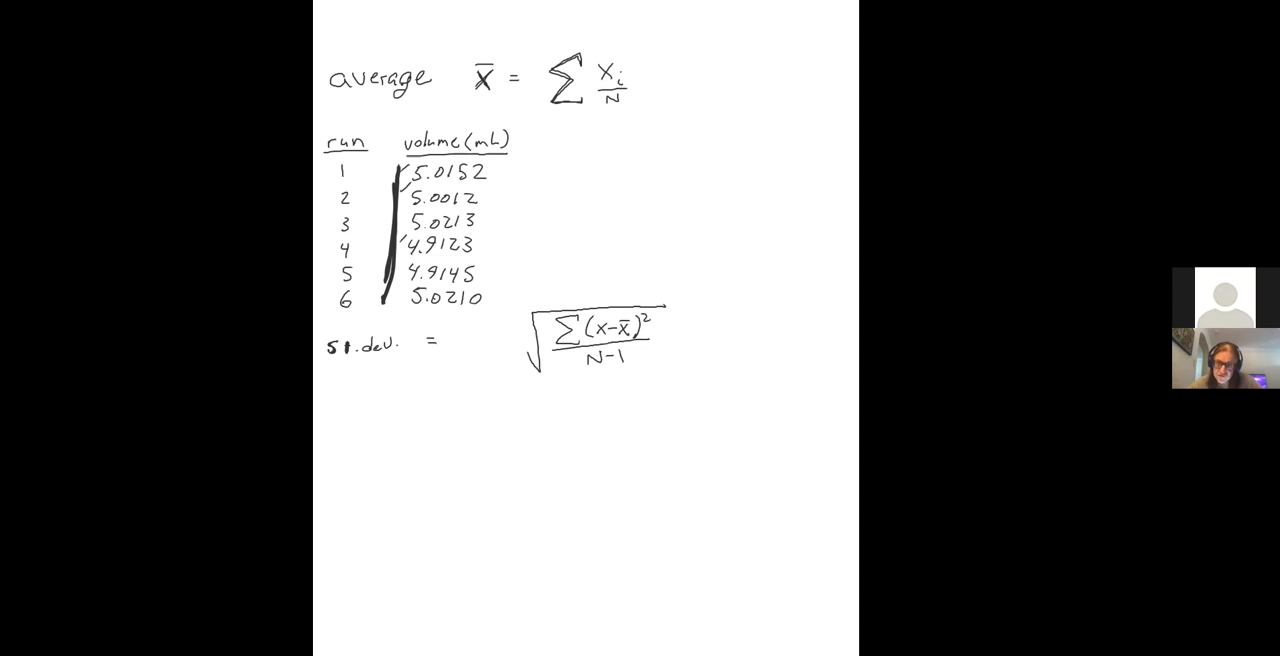 average x̄ = ∑ xᵢ/N
run volume(mL)
1 5.0152
2 5.0012
3 5.0213
4 4.9123
5 4.9145
6 5.0210
st.dev. = √(∑(x-x̄)²/N-1)